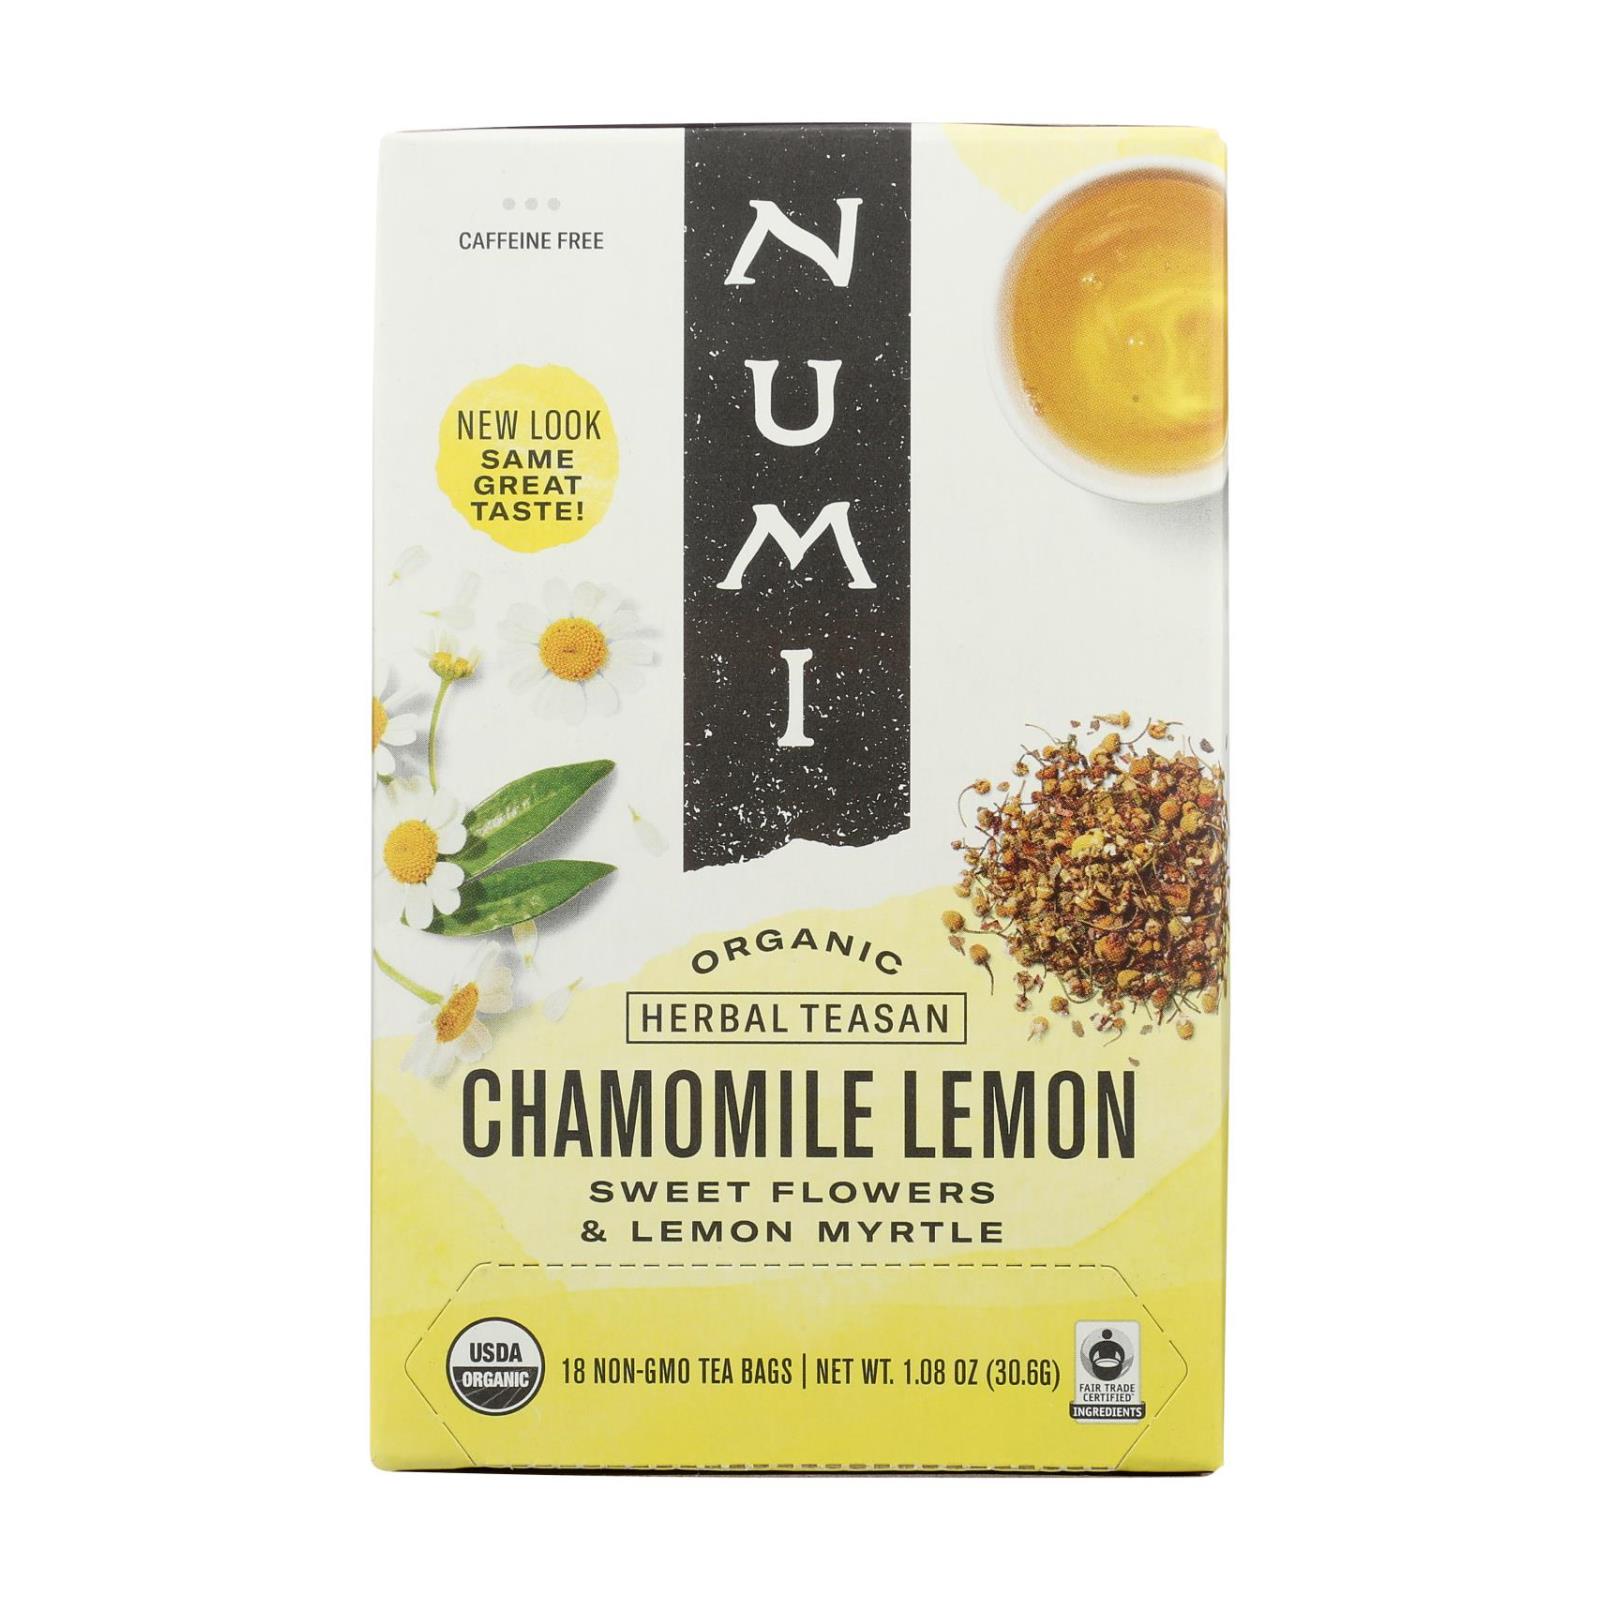 CAFFEINE FREE
NUMI
NEW LOOK
SAME
GREAT
TASTE!
ORGANIC
HERBAL TEASAN
CHAMOMILE LEMON
SWEET FLOWERS
& LEMON MYRTLE
USDA
ORGANIC
18 NON-GMO TEA BAGS | NET WT. 1.08 OZ (30.6G)
FAIR TRADE
CERTIFIED
INGREDIENTS